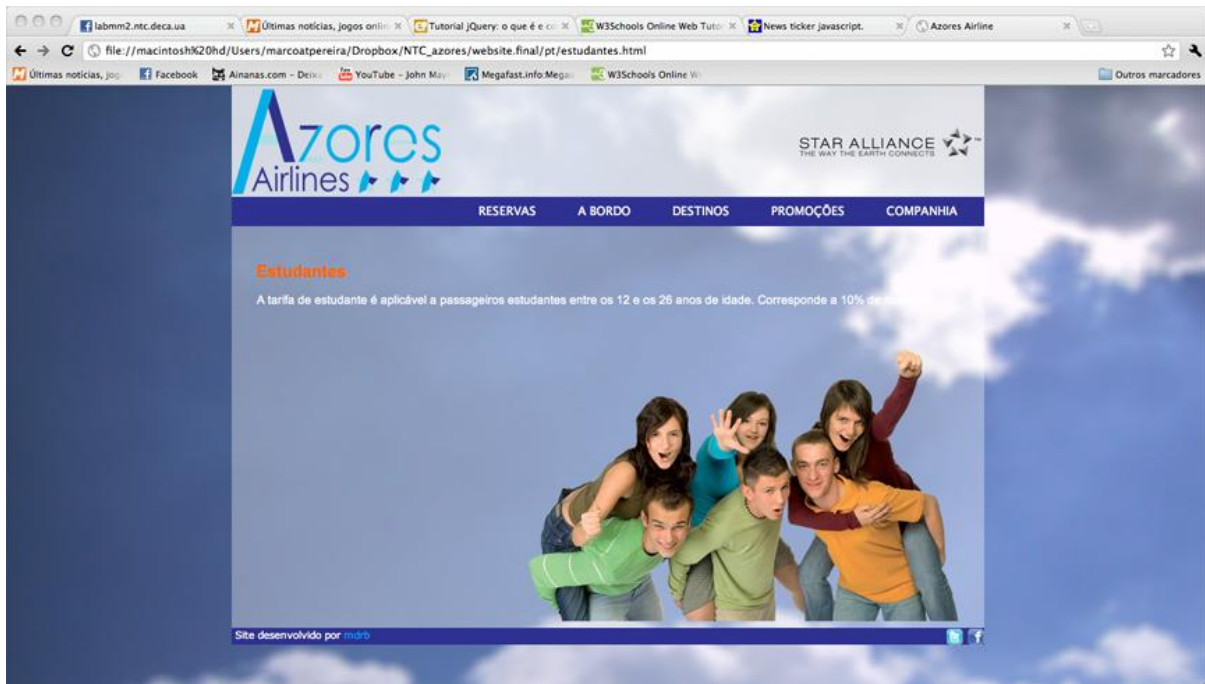 labmm2.ntc.deca.ua
Últimas notícias, jogos onlin
Tutorial jQuery: o que é e co
W3Schools Online Web Tutor
News ticker javascript.
Azores Airline
file://macintosh%20hd/Users/marcoatpereira/Dropbox/NTC_azores/website.final/pt/estudantes.html
Últimas notícias, jog
Facebook
Ainanas.com – Deixa
YouTube – John May
Megafast.info:Mega
W3Schools Online W
Outros marcadores
Azores
Airlines
STAR ALLIANCE
THE WAY THE EARTH CONNECTS
RESERVAS A BORDO DESTINOS PROMOÇÕES COMPANHIA
Estudantes
A tarifa de estudante é aplicável a passageiros estudantes entre os 12 e os 26 anos de idade. Corresponde a 10% de
Site desenvolvido por mdrb